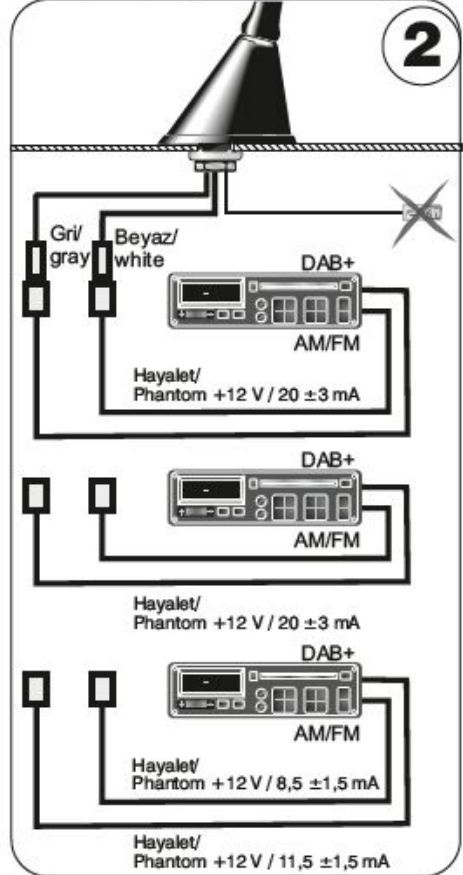 2
Gri/
gray
Beyaz/
white
DAB+
AM/FM
Hayalet/
Phantom +12 V / 20 ±3 mA
DAB+
AM/FM
Hayalet/
Phantom +12 V / 20 ±3 mA
DAB+
AM/FM
Hayalet/
Phantom +12 V / 8,5 ±1,5 mA
Hayalet/
Phantom +12 V / 11,5 ±1,5 mA